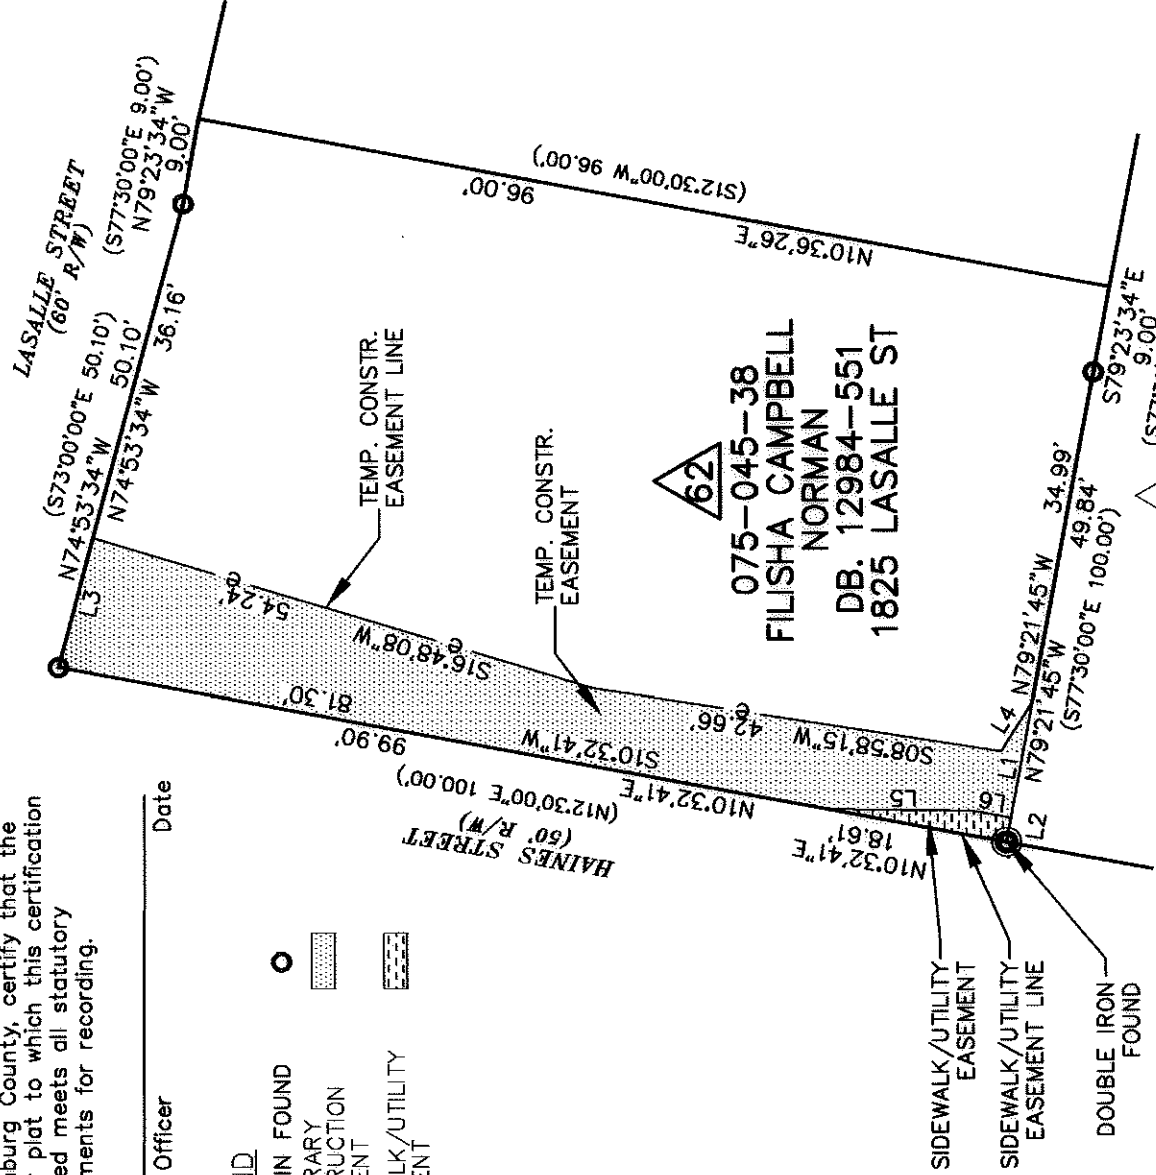 nburg County, certify that the
plat to which this certification
ed meets all statutory
ments for recording.
Officer
Date
ND
IN FOUND
RARY
RUCTION
ENT
LK/UTILITY
ENT
LASALLE STREET
(60' R/W)
(S77°30'00"E 9.00')
N79°23'34"W
9.00'
(S73°00'00"E 50.10')
N74°53'34"W 50.10'
N74°53'34"W 36.16'
L3
TEMP. CONSTR.
EASEMENT LINE
TEMP. CONSTR.
EASEMENT
e
54.24'
S16°48'08"W
e
81.30'
99.90'
S10°32'41"W
N10°32'41"E
(N12°30'00"E 100.00')
HAINES STREET
(50' R/W)
42.66'
e
S08°58'15"W
96.00'
(S12°30'00"W 96.00')
N10°36'26"E
62
075-045-38
FILISHA CAMPBELL
NORMAN
DB. 12984-551
1825 LASALLE ST
L4
L1
L5
L6
L2
18.61'
N10°32'41"E
N79°21'45"W 34.99'
N79°21'45"W 49.84'
(S77°30'00"E 100.00')
S79°23'34"E
9.00'
SIDEWALK/UTILITY
EASEMENT
SIDEWALK/UTILITY
EASEMENT LINE
DOUBLE IRON
FOUND